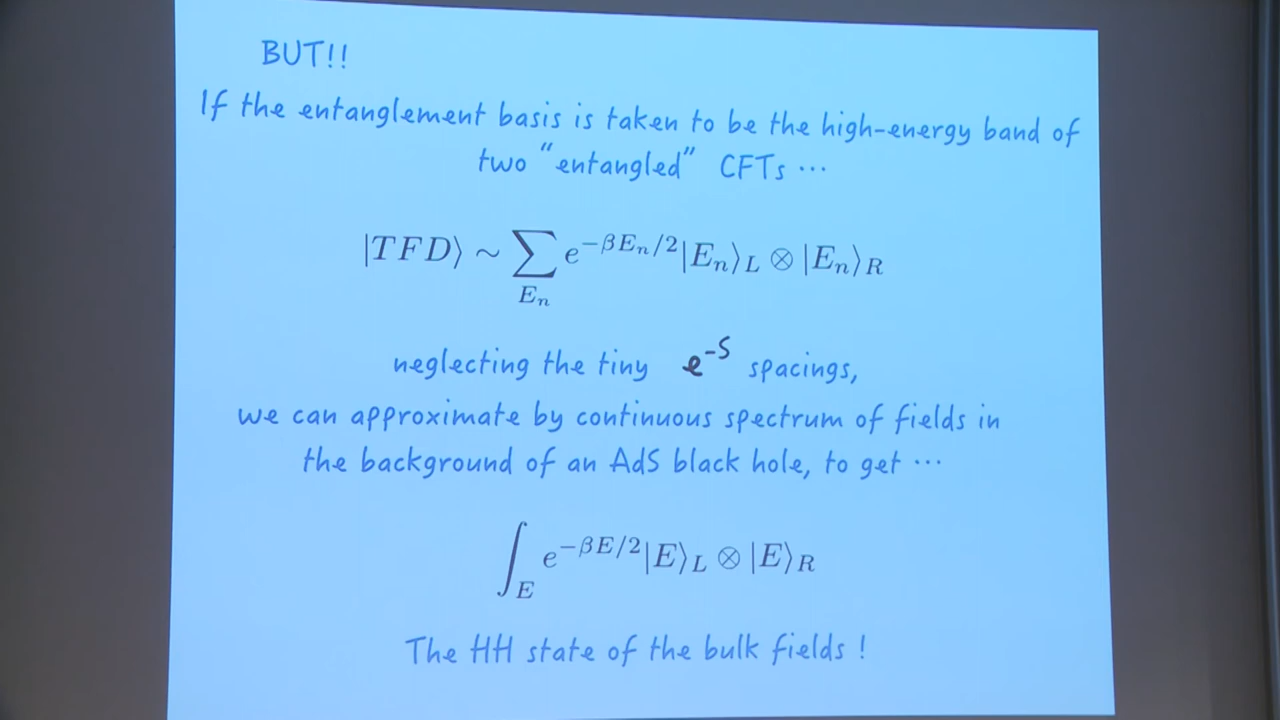 BUT!!
If the entanglement basis is taken to be the high-energy band of
two "entangled" CFTs ...
|TFD⟩ ∼ ∑_{E_n} e^{-βE_n/2} |E_n⟩_L ⊗ |E_n⟩_R
neglecting the tiny e^{-S} spacings,
we can approximate by continuous spectrum of fields in
the background of an AdS black hole, to get ...
∫_E e^{-βE/2} |E⟩_L ⊗ |E⟩_R
The HH state of the bulk fields !